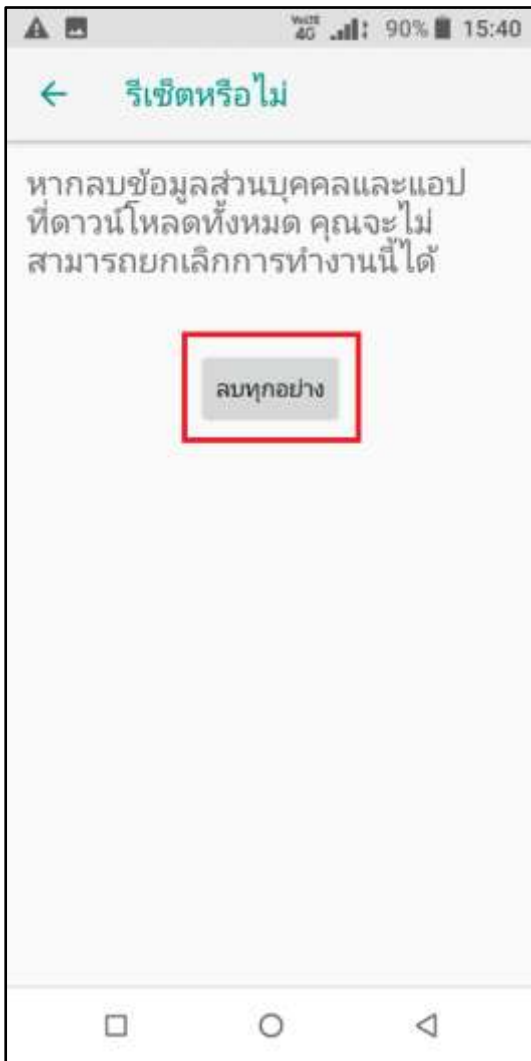 VoLTE
4G 90% 15:40
รีเซ็ตหรือไม่
หากลบข้อมูลส่วนบุคคลและแอป
ที่ดาวน์โหลดทั้งหมด คุณจะไม่
สามารถยกเลิกการทำงานนี้ได้
ลบทุกอย่าง